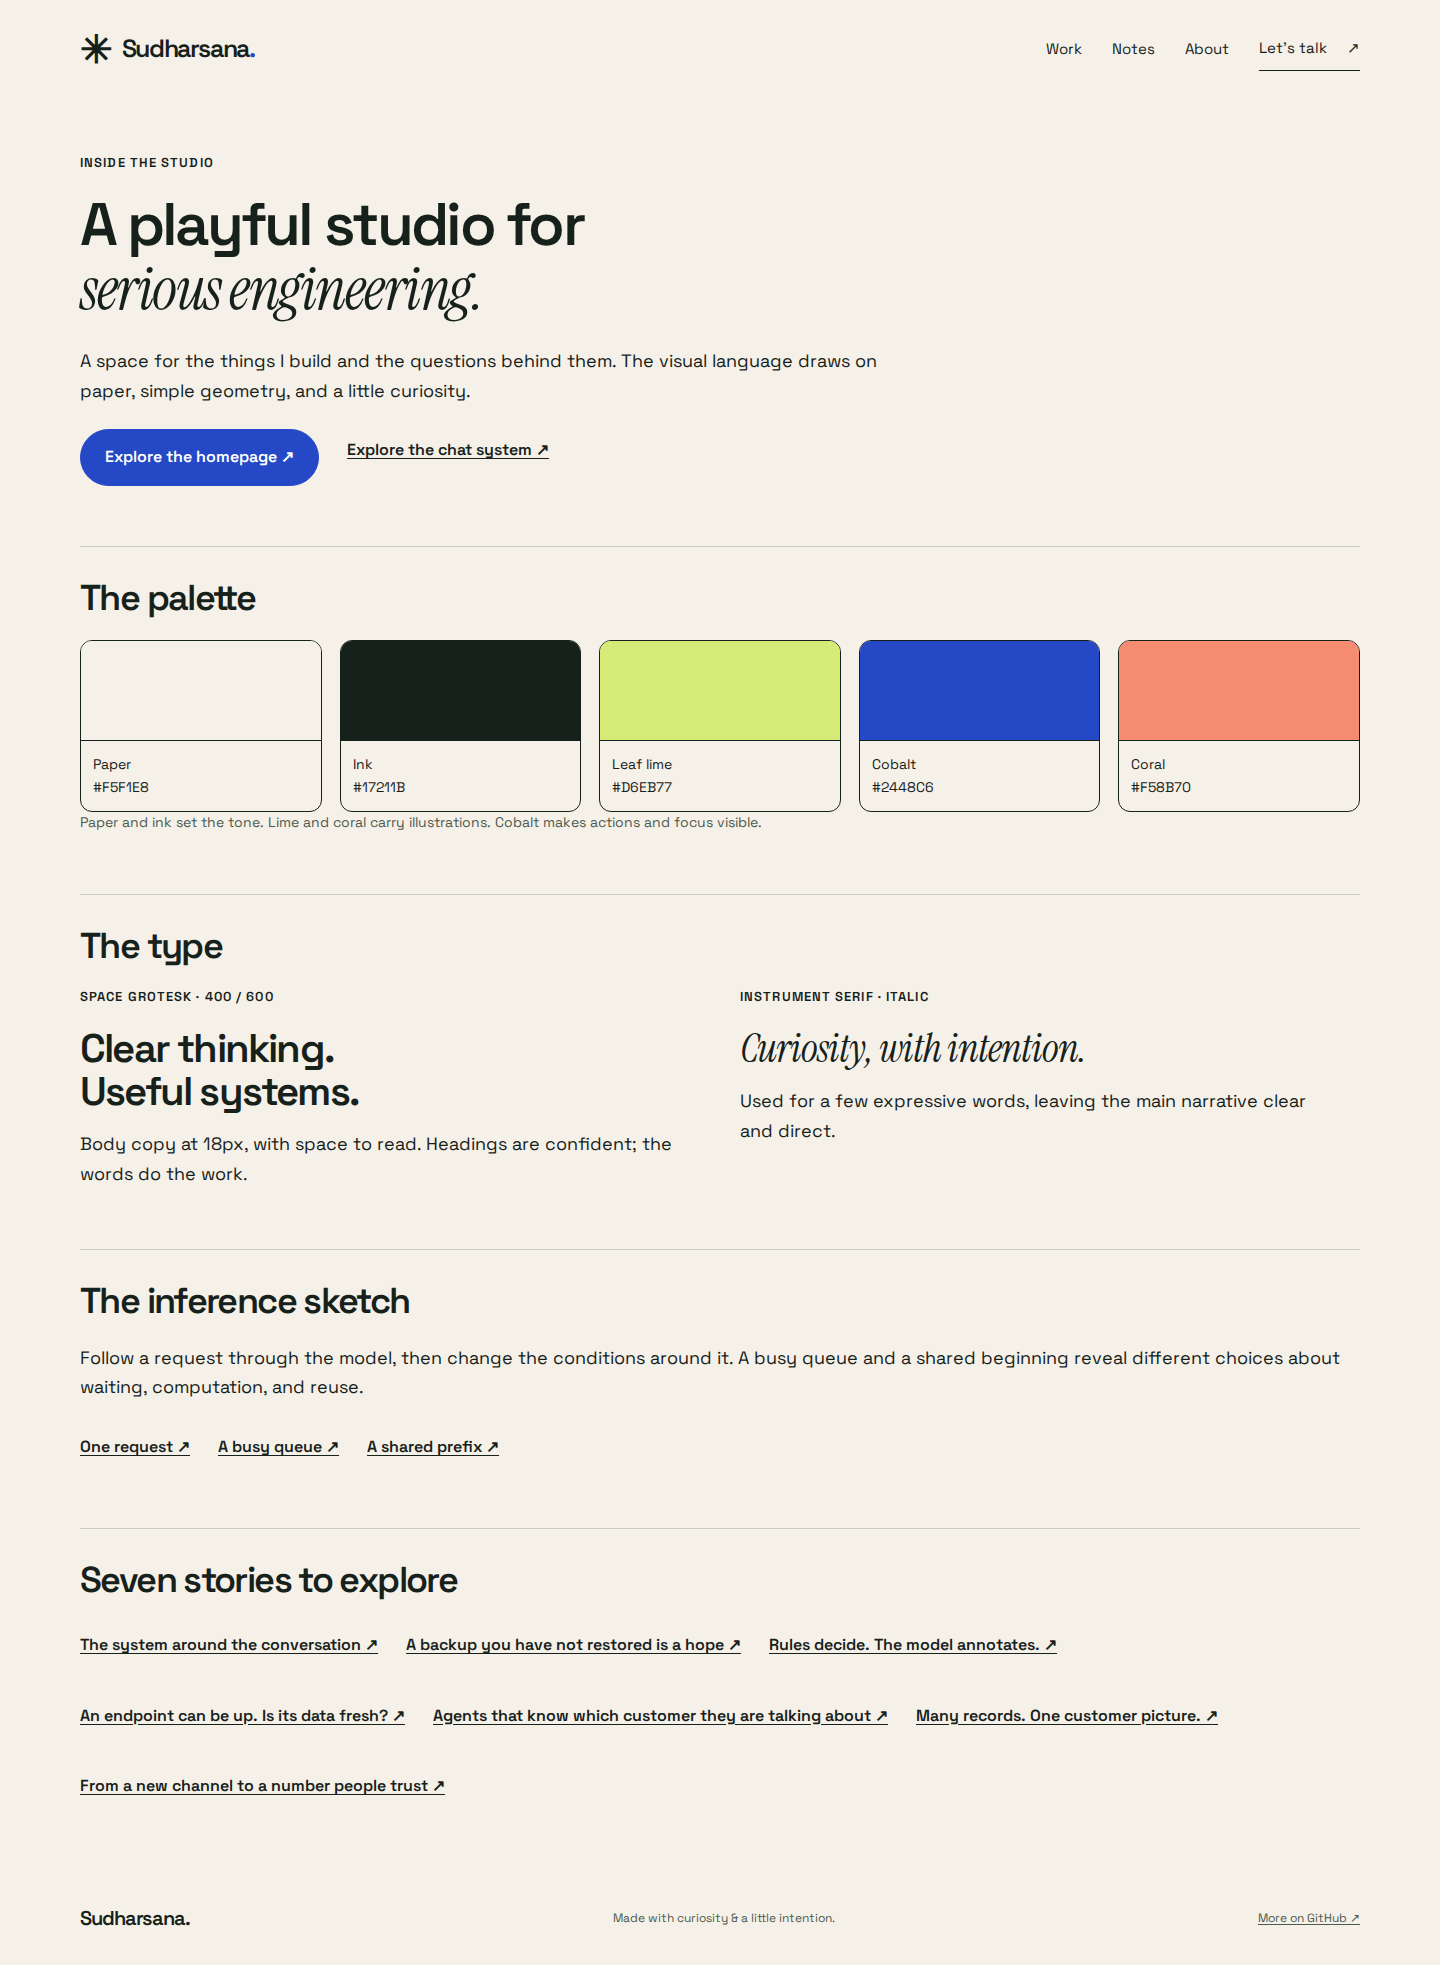 Sudharsana.
Work Notes About Let's talk ↗
INSIDE THE STUDIO
A playful studio for
serious engineering.
A space for the things I build and the questions behind them. The visual language draws on
paper, simple geometry, and a little curiosity.
Explore the homepage ↗ Explore the chat system ↗
The palette
Paper
#F5F1E8
Ink
#17211B
Leaf lime
#D6EB77
Cobalt
#2448C6
Coral
#F58B70
Paper and ink set the tone. Lime and coral carry illustrations. Cobalt makes actions and focus visible.
The type
SPACE GROTESK · 400 / 600
Clear thinking.
Useful systems.
Body copy at 18px, with space to read. Headings are confident; the
words do the work.
INSTRUMENT SERIF · ITALIC
Curiosity, with intention.
Used for a few expressive words, leaving the main narrative clear
and direct.
The inference sketch
Follow a request through the model, then change the conditions around it. A busy queue and a shared beginning reveal different choices about
waiting, computation, and reuse.
One request ↗ A busy queue ↗ A shared prefix ↗
Seven stories to explore
The system around the conversation ↗ A backup you have not restored is a hope ↗ Rules decide. The model annotates. ↗
An endpoint can be up. Is its data fresh? ↗ Agents that know which customer they are talking about ↗ Many records. One customer picture. ↗
From a new channel to a number people trust ↗
Sudharsana. Made with curiosity & a little intention. More on GitHub ↗